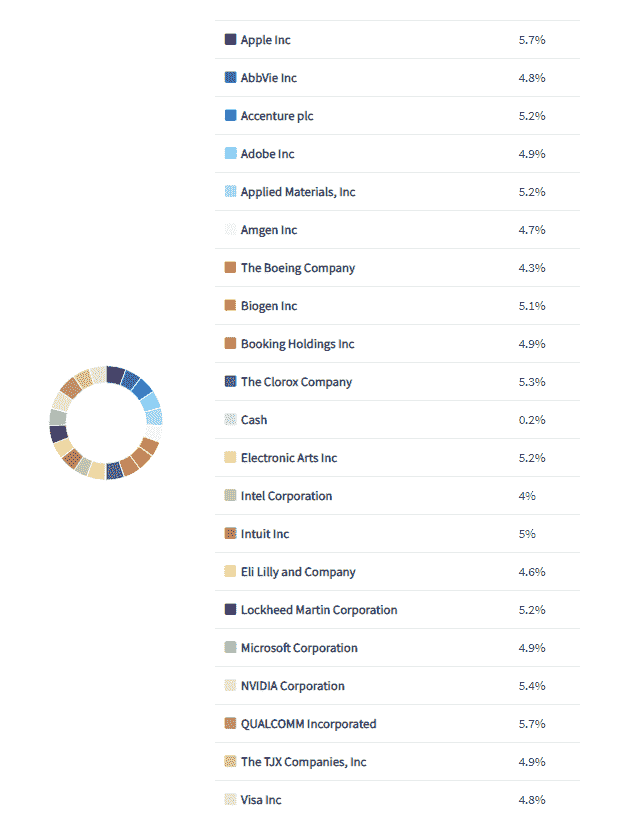 Apple Inc 5.7%
AbbVie Inc 4.8%
Accenture plc 5.2%
Adobe Inc 4.9%
Applied Materials, Inc 5.2%
Amgen Inc 4.7%
The Boeing Company 4.3%
Biogen Inc 5.1%
Booking Holdings Inc 4.9%
The Clorox Company 5.3%
Cash 0.2%
Electronic Arts Inc 5.2%
Intel Corporation 4%
Intuit Inc 5%
Eli Lilly and Company 4.6%
Lockheed Martin Corporation 5.2%
Microsoft Corporation 4.9%
NVIDIA Corporation 5.4%
QUALCOMM Incorporated 5.7%
The TJX Companies, Inc 4.9%
Visa Inc 4.8%